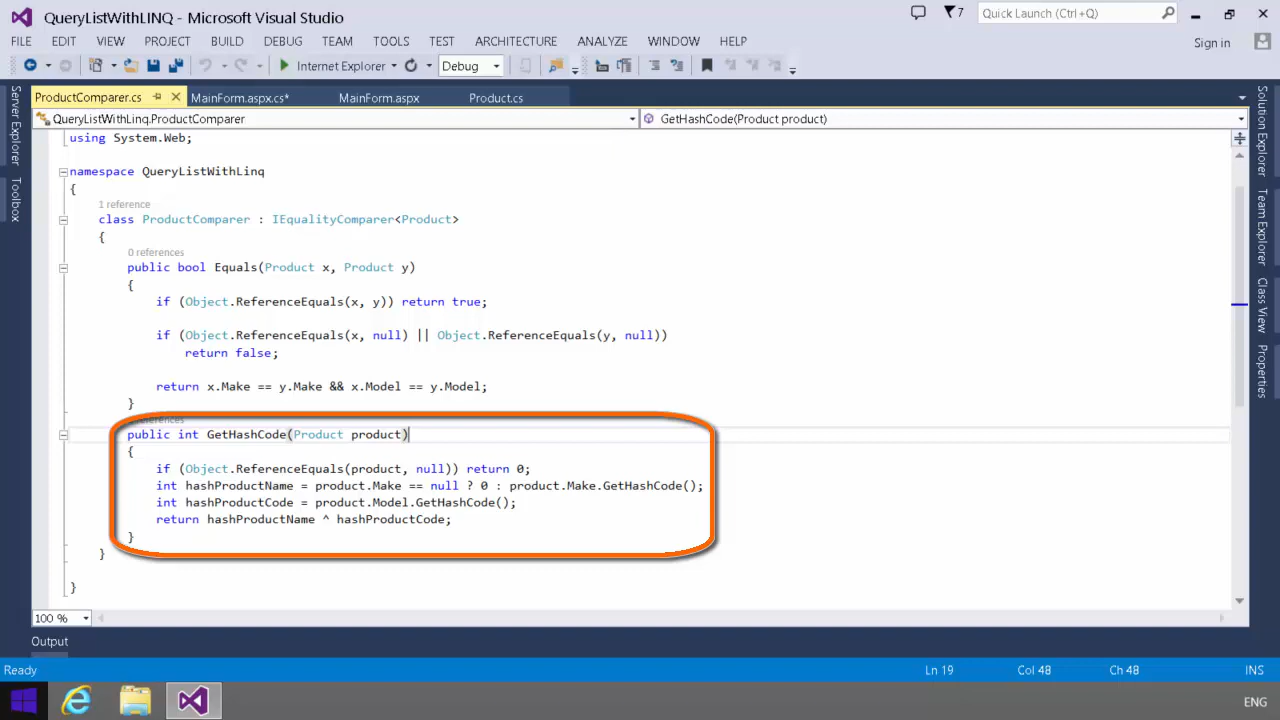 QueryListWithLINQ - Microsoft Visual Studio
7
Quick Launch (Ctrl+Q)
FILE EDIT VIEW PROJECT BUILD DEBUG TEAM TOOLS TEST ARCHITECTURE ANALYZE WINDOW HELP
Sign in
Internet Explorer Debug
ProductComparer.cs MainForm.aspx.cs* MainForm.aspx Product.cs
QueryListWithLinq.ProductComparer GetHashCode(Product product)
Server Explorer
Toolbox
using System.Web;
namespace QueryListWithLinq
{
1 reference
class ProductComparer : IEqualityComparer<Product>
{
0 references
public bool Equals(Product x, Product y)
{
if (Object.ReferenceEquals(x, y)) return true;
if (Object.ReferenceEquals(x, null) || Object.ReferenceEquals(y, null))
return false;
return x.Make == y.Make && x.Model == y.Model;
}
public int GetHashCode(Product product)
{
if (Object.ReferenceEquals(product, null)) return 0;
int hashProductName = product.Make == null ? 0 : product.Make.GetHashCode();
int hashProductCode = product.Model.GetHashCode();
return hashProductName ^ hashProductCode;
}
}
}
Solution Explorer
Team Explorer
Class View
Properties
100 %
Output
Ready Ln 19 Col 48 Ch 48 INS
ENG